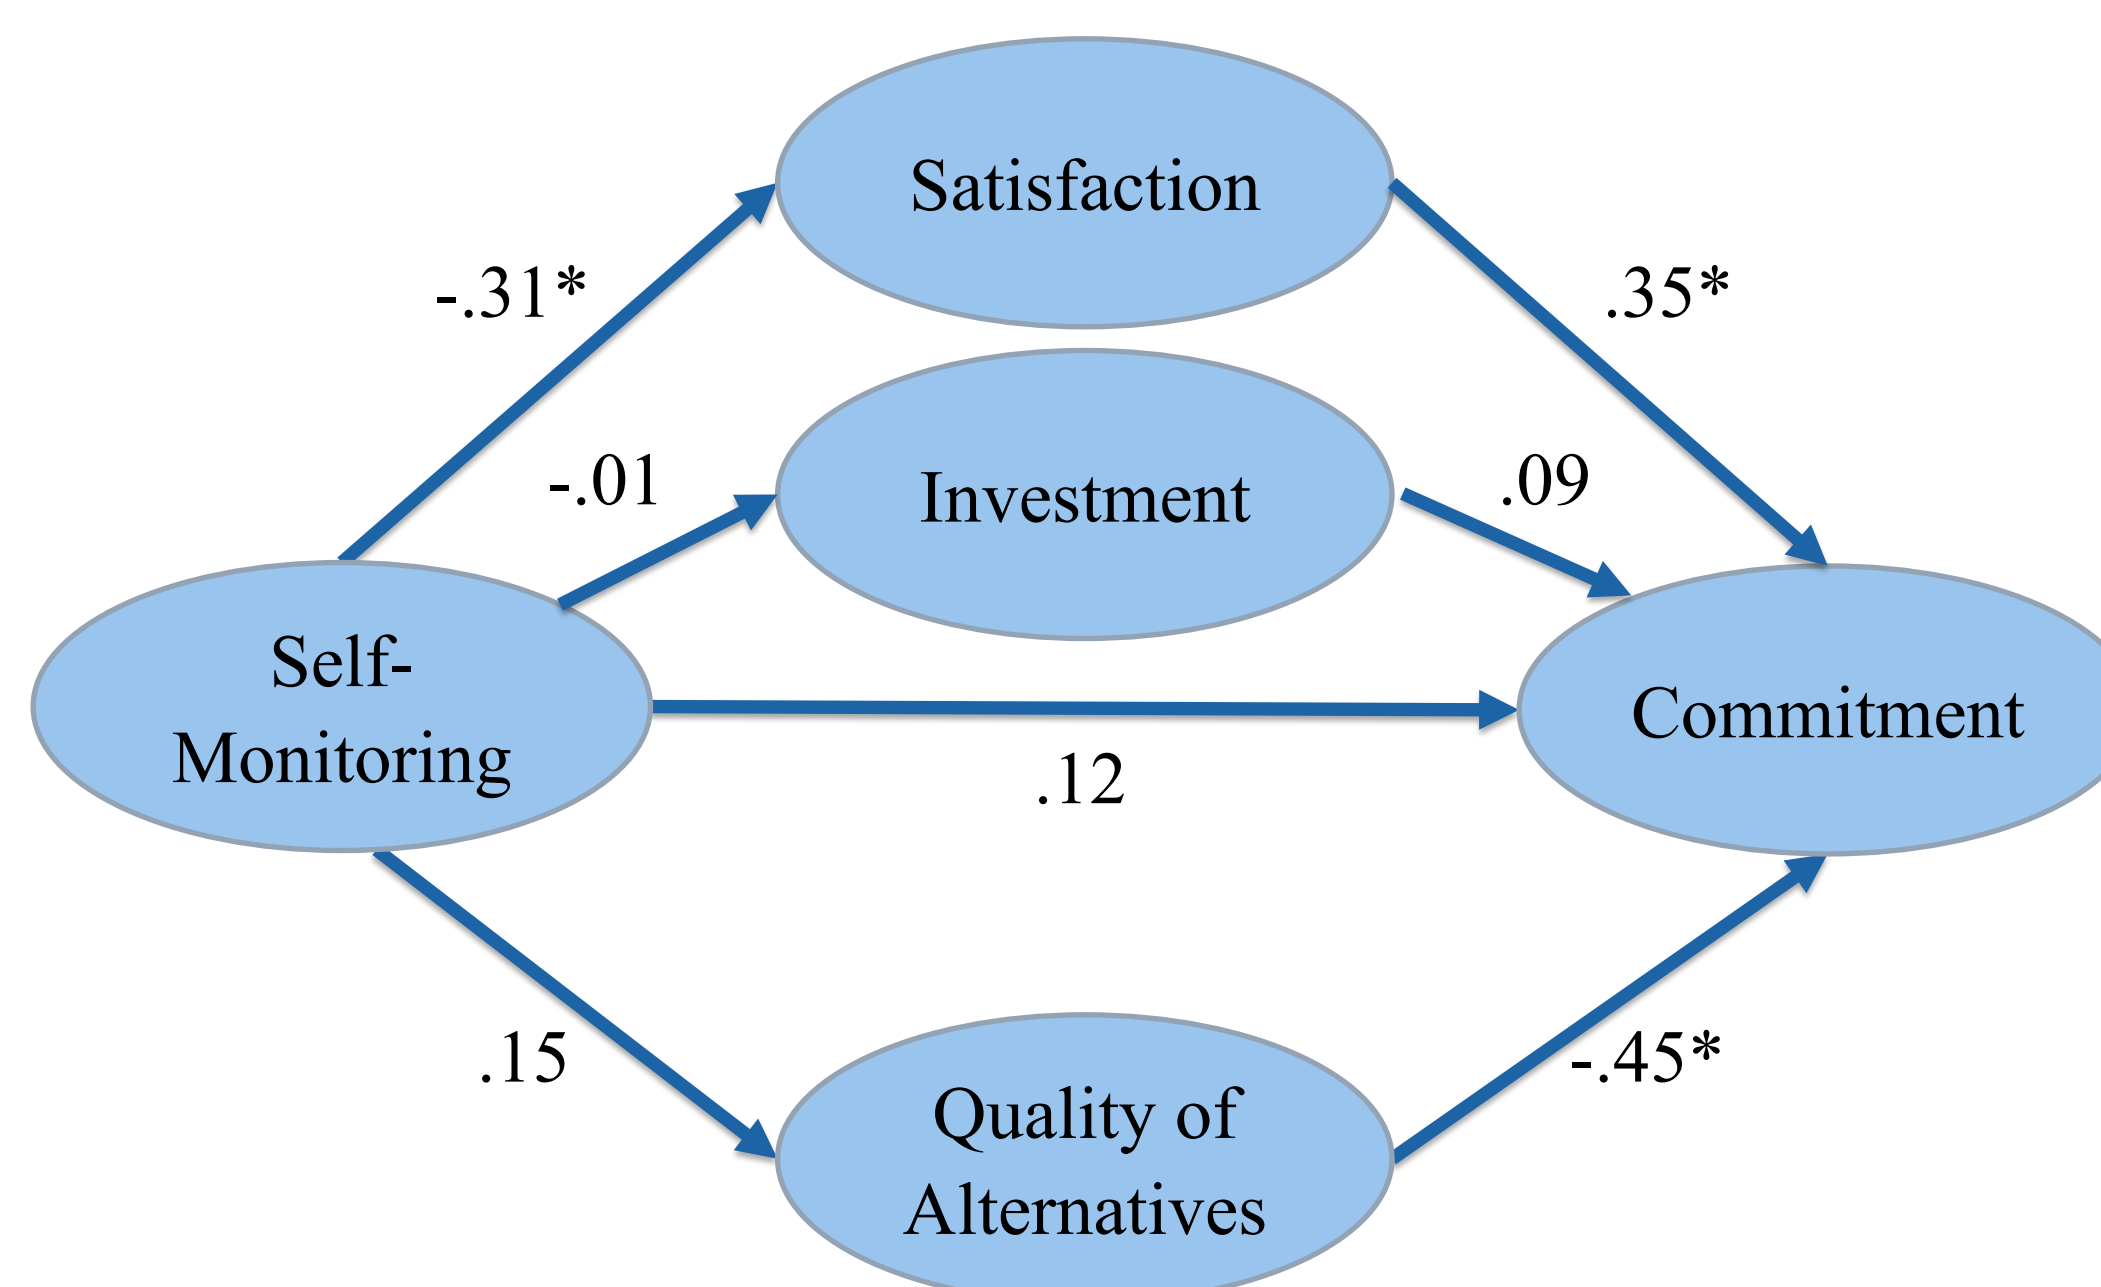 Satisfaction
-.31*
.35*
-.01
Investment
.09
Self-
Monitoring
Commitment
.12
.15
-.45*
Quality of
Alternatives